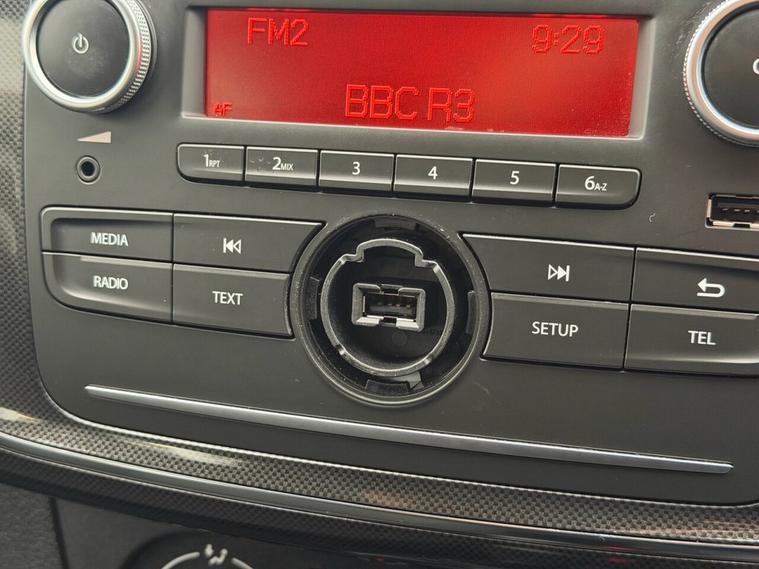 FM2 9:29
AF BBC R3
1RPT 2MIX 3 4 5 6A-Z
MEDIA
RADIO TEXT SETUP TEL